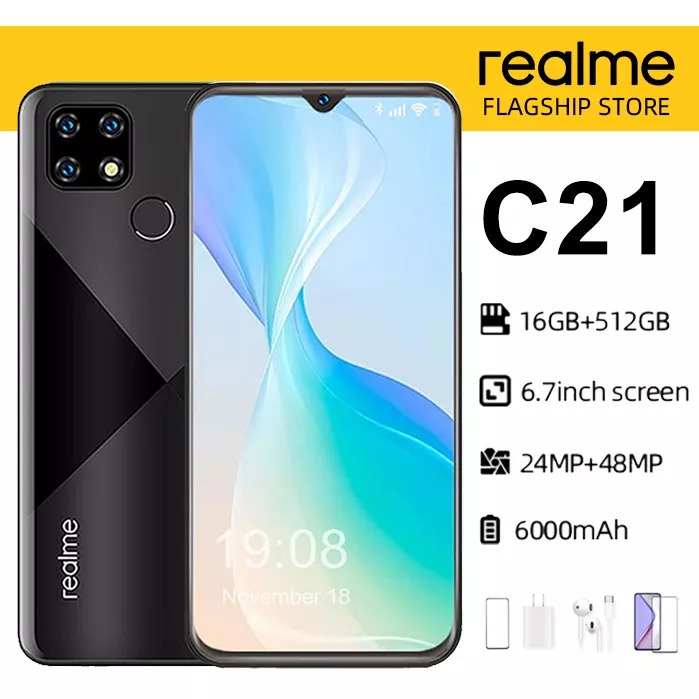 realme
FLAGSHIP STORE
C21
16GB+512GB
6.7inch screen
24MP+48MP
6000mAh
19:08
November 18
realme